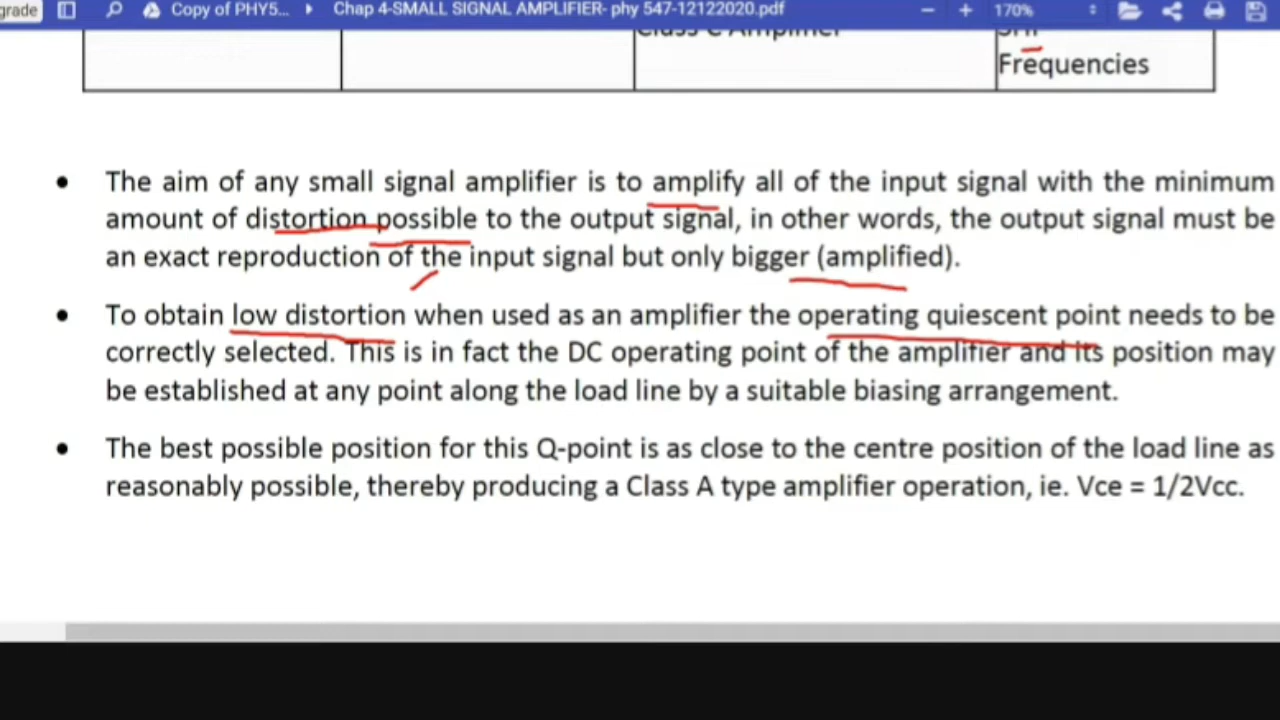 grade Copy of PHY5... Chap 4-SMALL SIGNAL AMPLIFIER- phy 547-12122020.pdf 170%
Class C Amplifier SHF
Frequencies
• The aim of any small signal amplifier is to amplify all of the input signal with the minimum
amount of distortion possible to the output signal, in other words, the output signal must be
an exact reproduction of the input signal but only bigger (amplified).
• To obtain low distortion when used as an amplifier the operating quiescent point needs to be
correctly selected. This is in fact the DC operating point of the amplifier and its position may
be established at any point along the load line by a suitable biasing arrangement.
• The best possible position for this Q-point is as close to the centre position of the load line as
reasonably possible, thereby producing a Class A type amplifier operation, ie. Vce = 1/2Vcc.